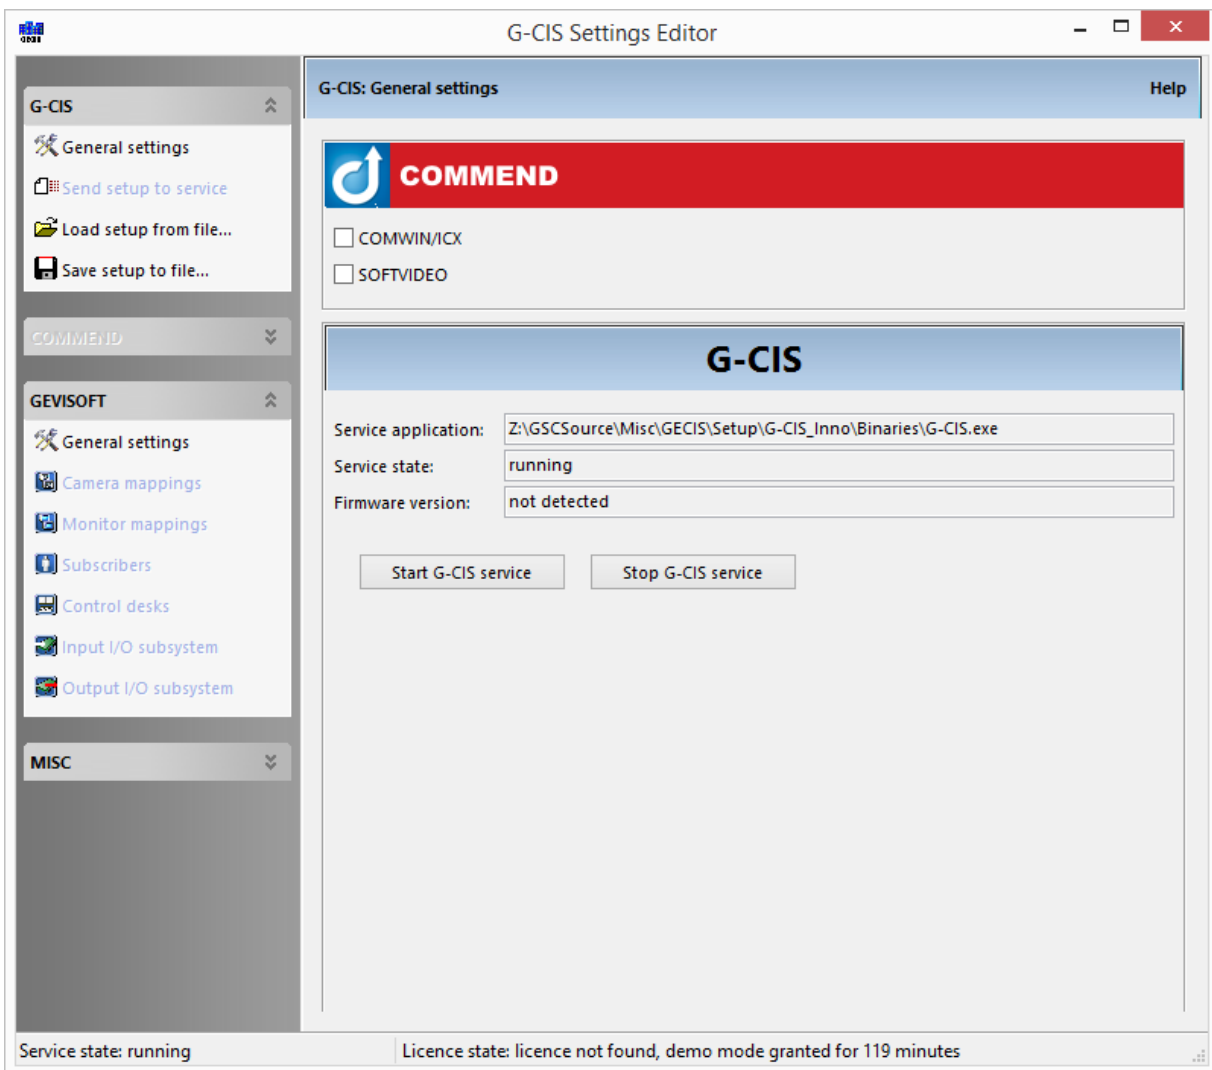 G-CIS Settings Editor
G-CIS
General settings
Send setup to service
Load setup from file...
Save setup to file...
COMMEND
GEVISOFT
General settings
Camera mappings
Monitor mappings
Subscribers
Control desks
Input I/O subsystem
Output I/O subsystem
MISC
G-CIS: General settings
Help
COMMEND
COMWIN/ICX
SOFTVIDEO
G-CIS
Service application: Z:\GSCSource\Misc\GECIS\Setup\G-CIS_Inno\Binaries\G-CIS.exe
Service state: running
Firmware version: not detected
Start G-CIS service
Stop G-CIS service
Service state: running
Licence state: licence not found, demo mode granted for 119 minutes